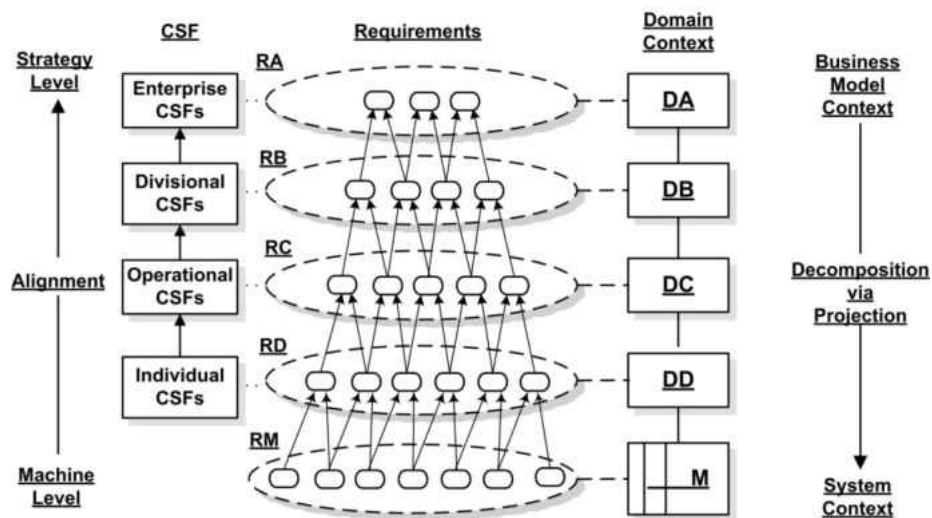 CSF
Requirements
Domain
Context
Strategy
Level
Enterprise
CSFs
RA
DA
Business
Model
Context
Divisional
CSFs
RB
DB
Alignment
Operational
CSFs
RC
DC
Decomposition
via
Projection
Individual
CSFs
RD
DD
Machine
Level
RM
M
System
Context